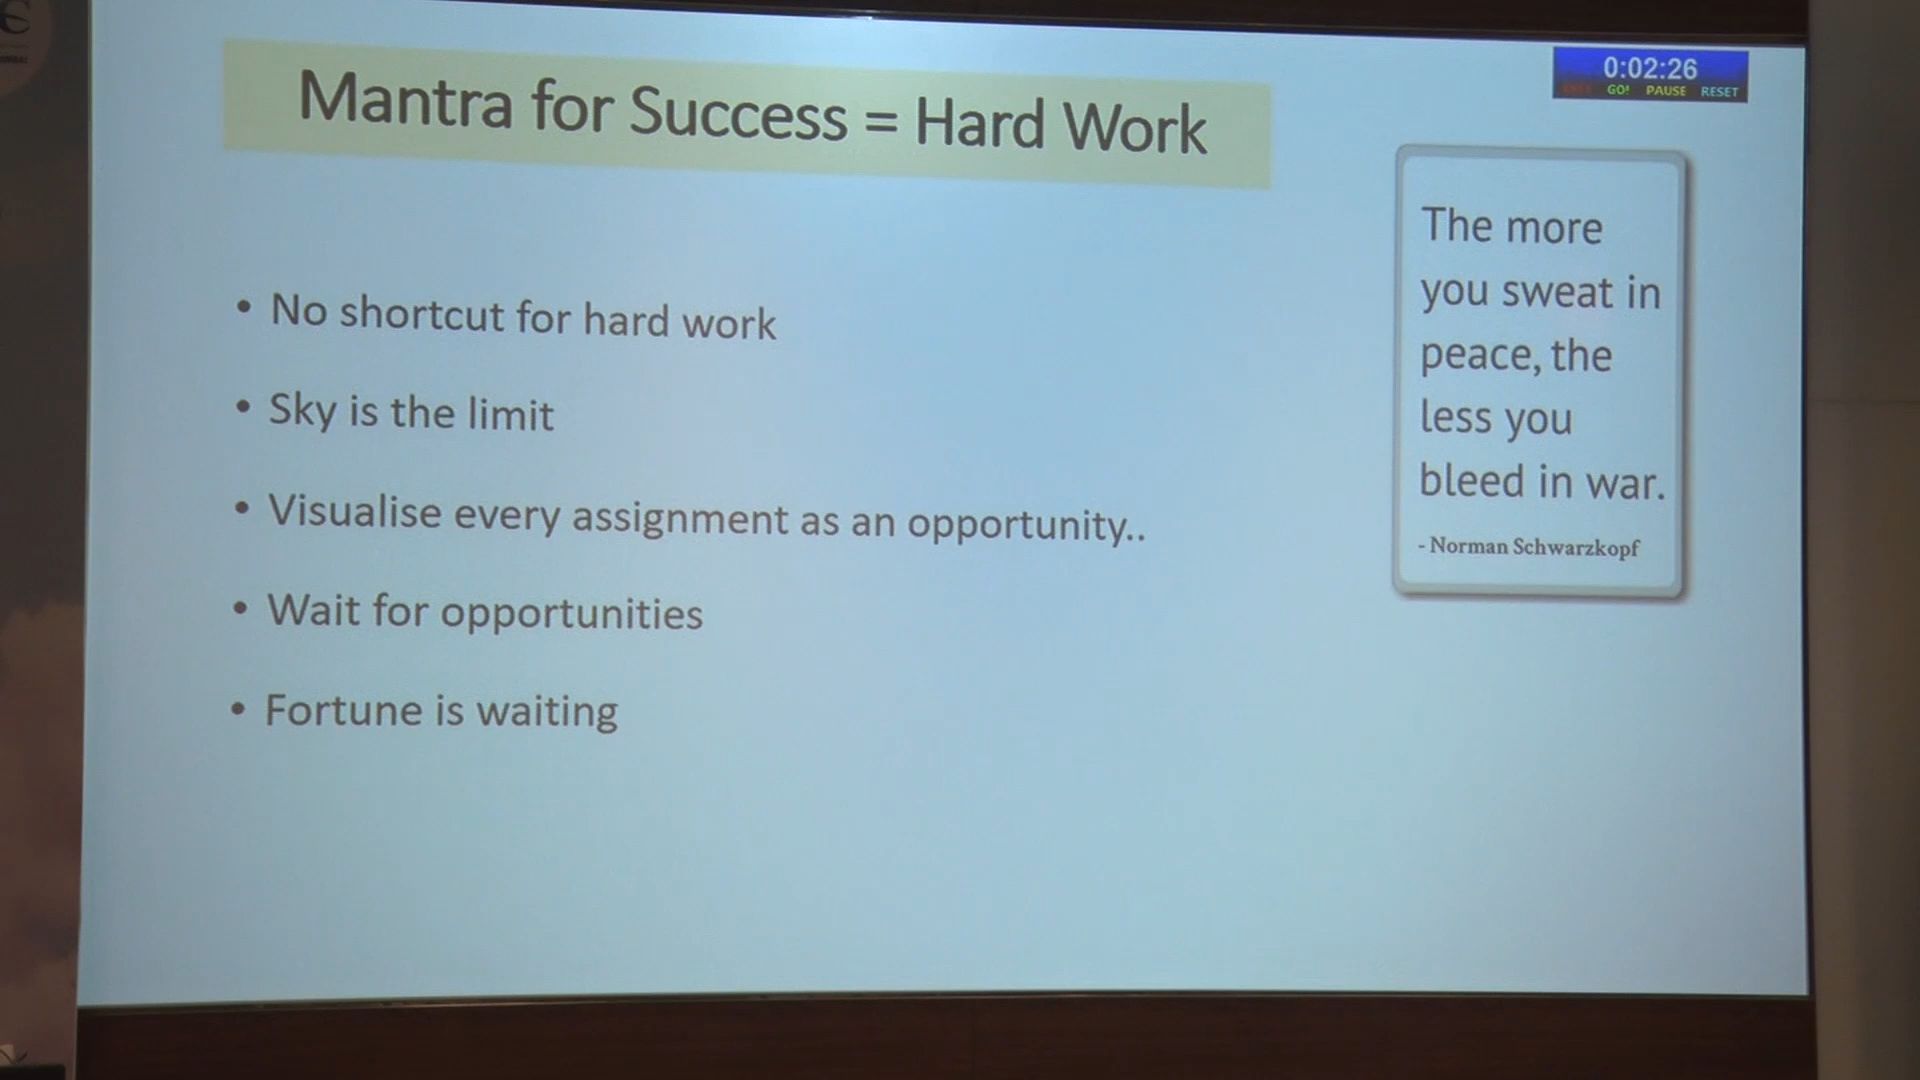 Mantra for Success = Hard Work
0:02:26
GO! PAUSE RESET
• No shortcut for hard work
• Sky is the limit
• Visualise every assignment as an opportunity..
• Wait for opportunities
• Fortune is waiting
The more
you sweat in
peace, the
less you
bleed in war.
- Norman Schwarzkopf